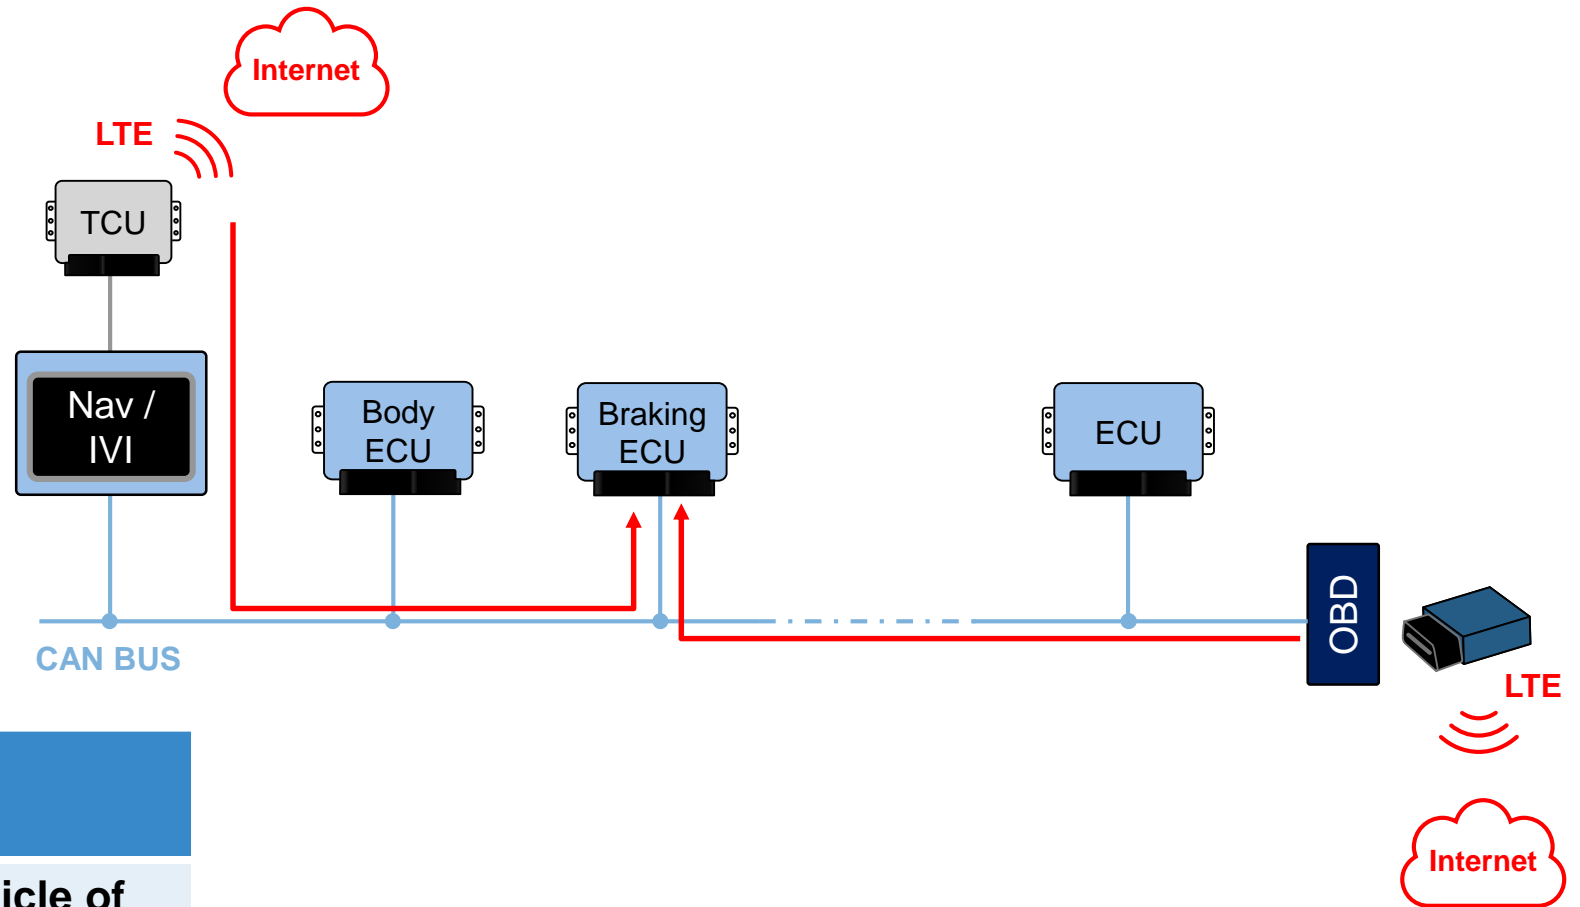 Internet
LTE
TCU
Nav /
IVI
Body
ECU
Braking
ECU
ECU
OBD
CAN BUS
LTE
Internet
icle of